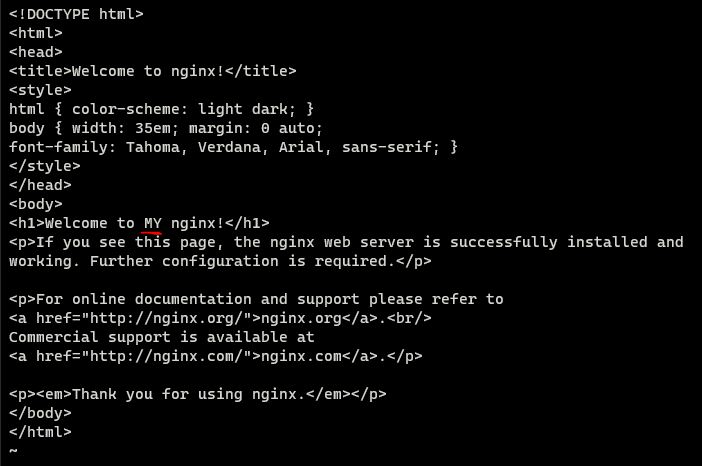 <!DOCTYPE html>
<html>
<head>
<title>Welcome to nginx!</title>
<style>
html { color-scheme: light dark; }
body { width: 35em; margin: 0 auto;
font-family: Tahoma, Verdana, Arial, sans-serif; }
</style>
</head>
<body>
<h1>Welcome to MY nginx!</h1>
<p>If you see this page, the nginx web server is successfully installed and
working. Further configuration is required.</p>

<p>For online documentation and support please refer to
<a href="http://nginx.org/">nginx.org</a>.<br/>
Commercial support is available at
<a href="http://nginx.com/">nginx.com</a>.</p>

<p><em>Thank you for using nginx.</em></p>
</body>
</html>
~